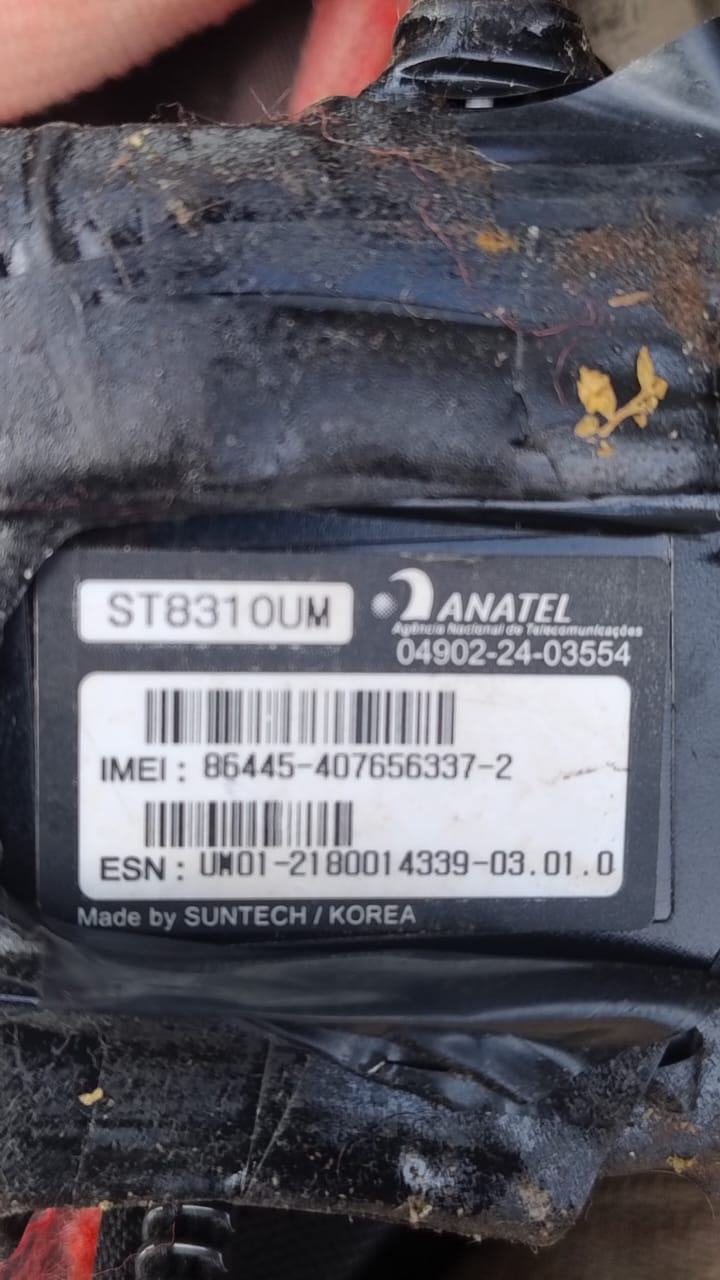 ST8310UM
ANATEL
Agência Nacional de Telecomunicações
04902-24-03554
IMEI : 86445-407656337-2
ESN : UM01-2180014339-03.01.0
Made by SUNTECH / KOREA